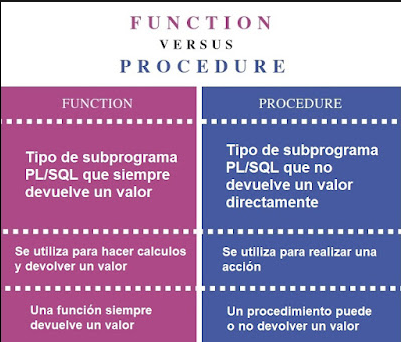 FUNCTION
VERSUS
PROCEDURE
FUNCTION
PROCEDURE
Tipo de subprograma
PL/SQL que siempre
devuelve un valor
Tipo de subprograma
PL/SQL que no
devuelve un valor
directamente
Se utiliza para hacer calculos
y devolver un valor
Se utiliza para realizar una
acción
Una función siempre
devuelve un valor
Un procedimiento puede
o no devolver un valor